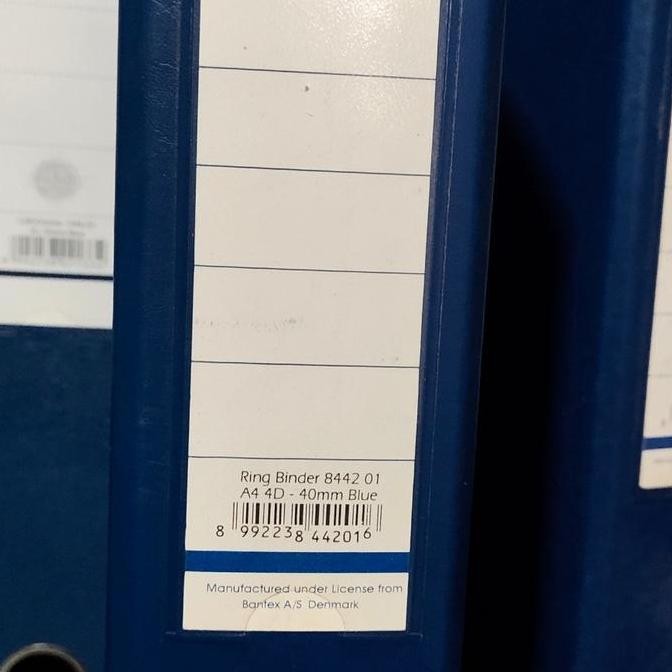 Ring Binder 8442 01
A4 4D - 40mm Blue
8 992238 442016
Manufactured under License from
Bantex A/S Denmark